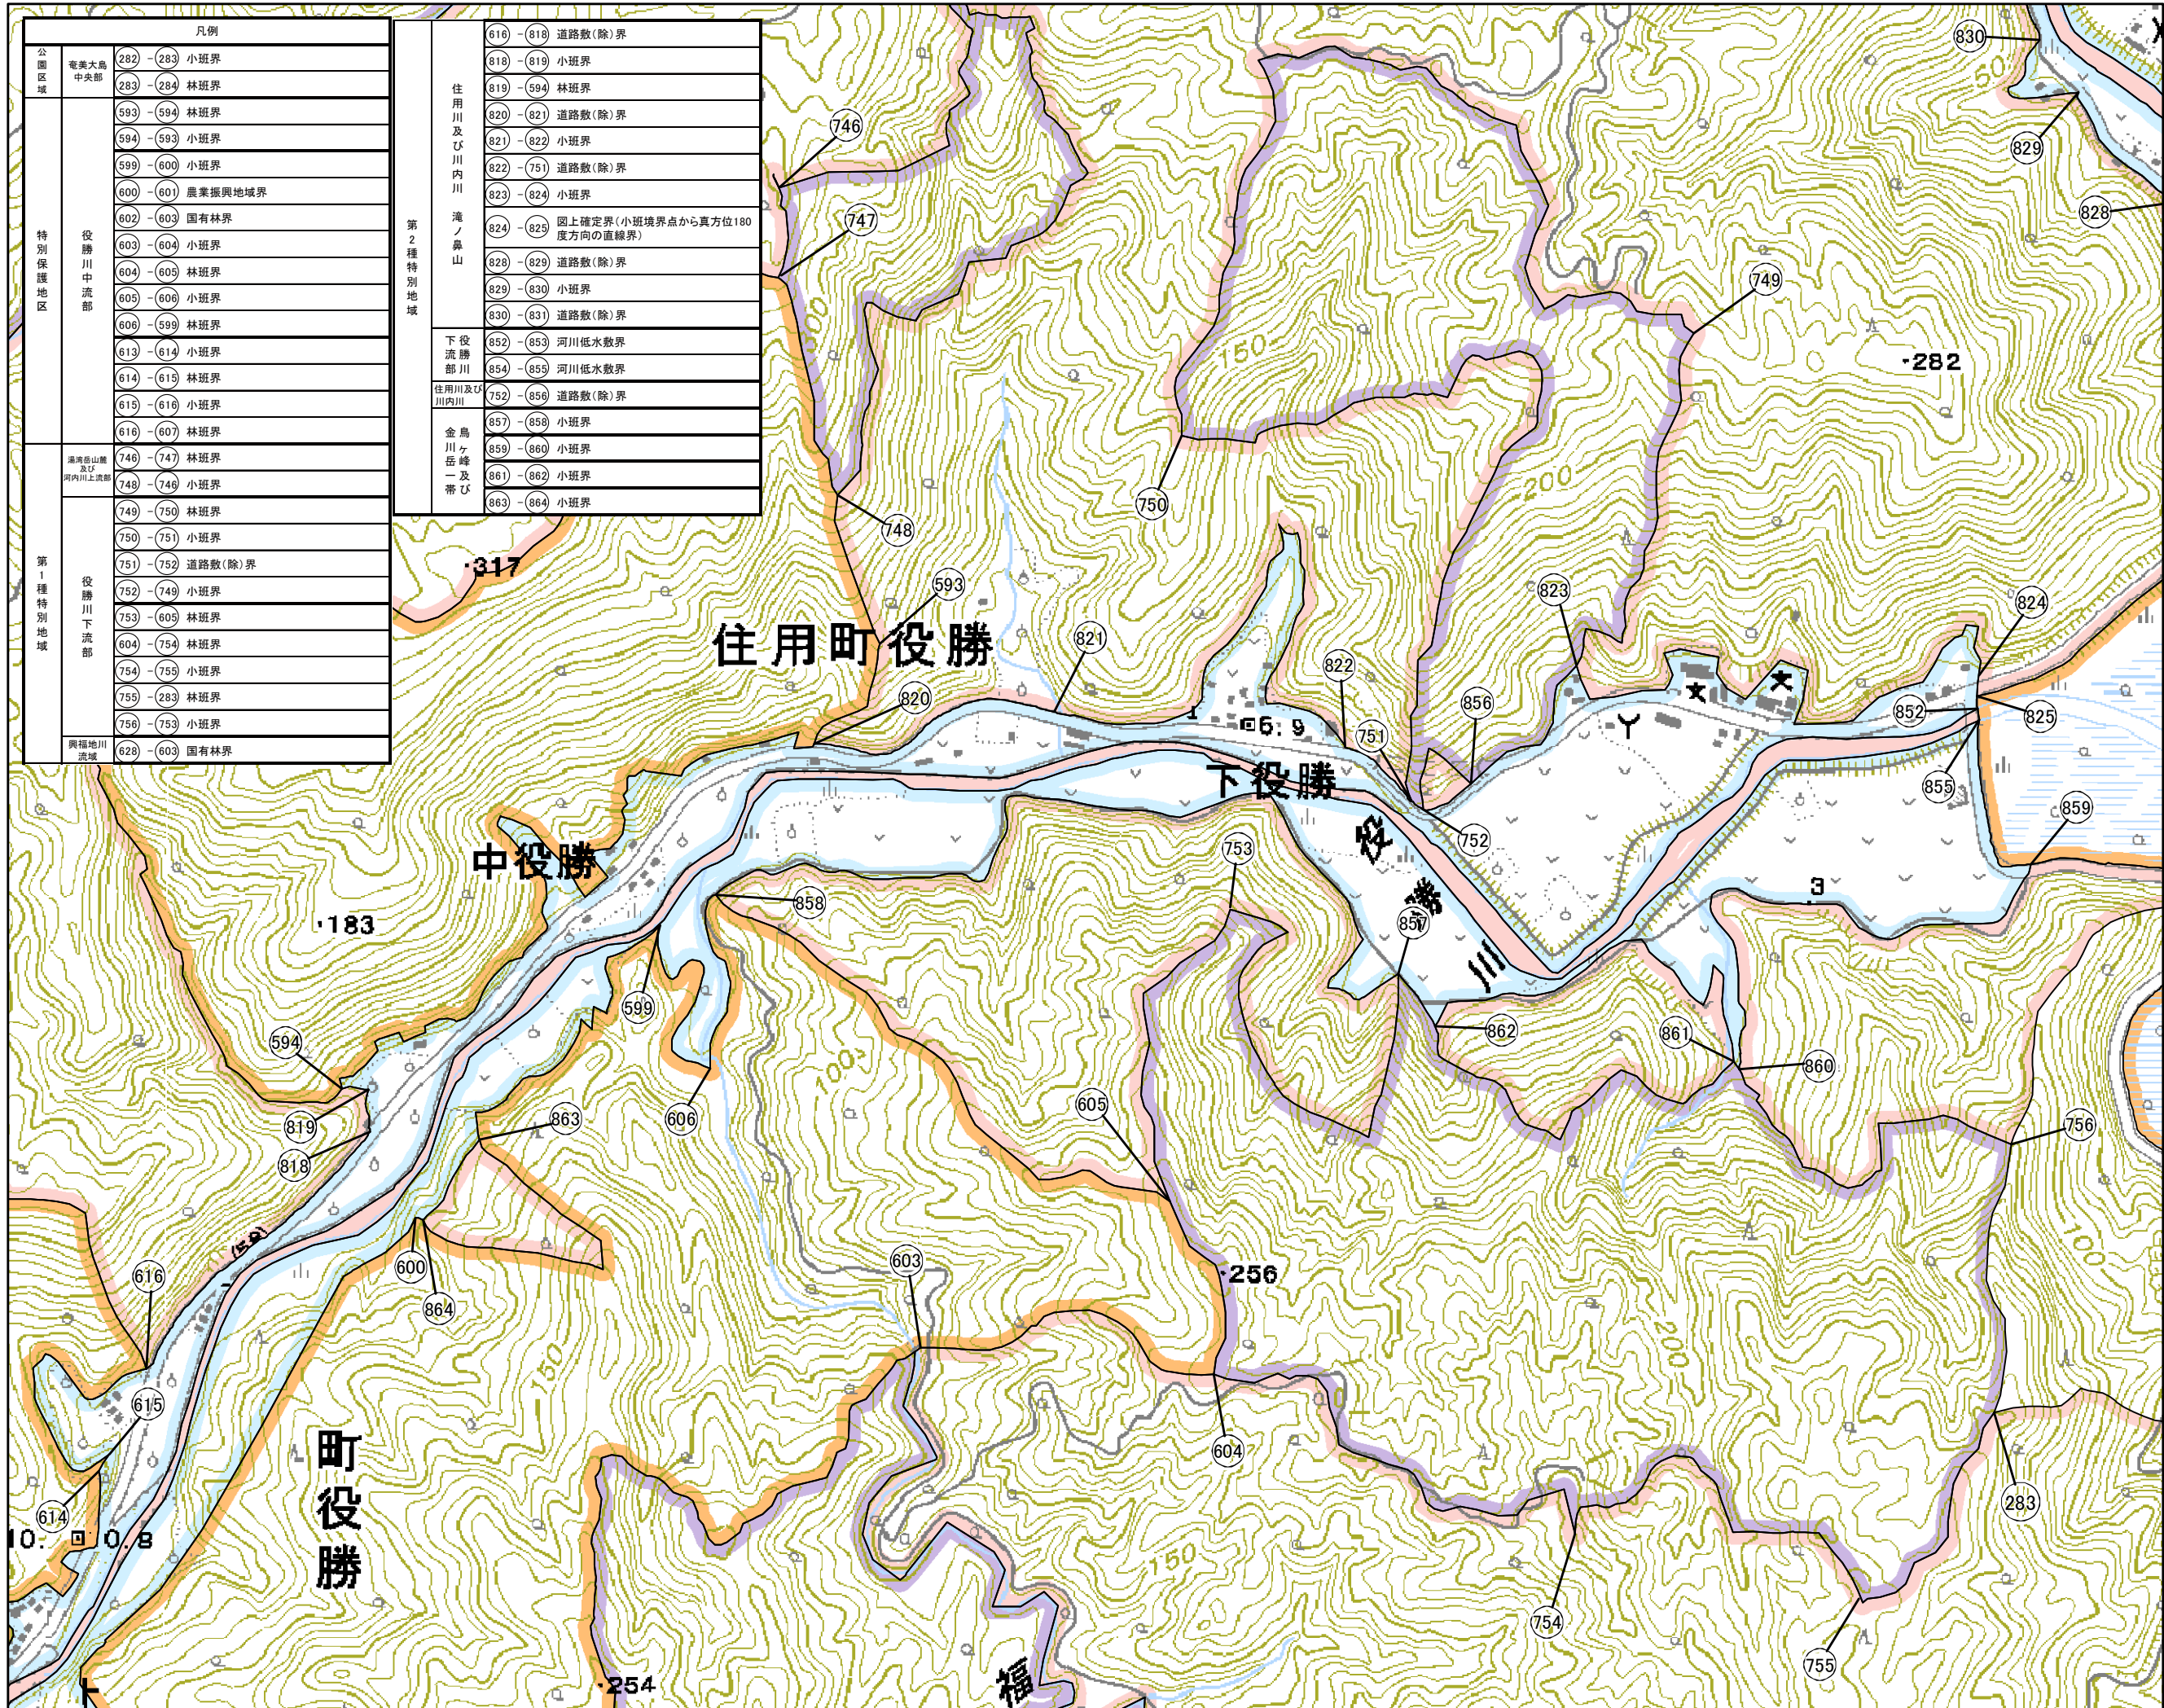 凡例
公園区域
奄美大島中央部
282 - 283 小班界
283 - 284 林班界
特別保護地区
役勝川中流部
593 - 594 林班界
594 - 593 小班界
599 - 600 小班界
600 - 601 農業振興地域界
602 - 603 国有林界
603 - 604 小班界
604 - 605 林班界
605 - 606 小班界
606 - 599 林班界
613 - 614 小班界
614 - 615 林班界
615 - 616 小班界
616 - 607 林班界
第1種特別地域
湯湾岳山麓及び河内川上流部
746 - 747 林班界
748 - 746 小班界
役勝川下流部
749 - 750 林班界
750 - 751 小班界
751 - 752 道路敷(除)界
752 - 749 小班界
753 - 605 林班界
604 - 754 林班界
754 - 755 小班界
755 - 283 林班界
756 - 753 小班界
興福地川流域
628 - 603 国有林界
第2種特別地域
住用川及び川内川 滝ノ鼻山
616 - 818 道路敷(除)界
818 - 819 小班界
819 - 594 林班界
820 - 821 道路敷(除)界
821 - 822 小班界
822 - 751 道路敷(除)界
823 - 824 小班界
824 - 825 図上確定界(小班境界点から真方位180度方向の直線界)
828 - 829 道路敷(除)界
829 - 830 小班界
830 - 831 道路敷(除)界
役勝川下流部
852 - 853 河川低水敷界
854 - 855 河川低水敷界
住用川及び川内川
752 - 856 道路敷(除)界
鳥ヶ峰及び金川岳一帯
857 - 858 小班界
859 - 860 小班界
861 - 862 小班界
863 - 864 小班界
830
50
829
828
746
747
200
749
282
150
750
200
748
317
593
823
824
住用町役勝
821
822
820
856
852
825
6.9
751
下役勝
855
859
752
中役勝
753
役勝川
3
858
857
183
599
862
861
860
594
100
605
606
863
819
818
756
(58)
100
616
600
603
256
864
200
150
615
604
283
614
町役勝
10.8
150
754
755
254
福